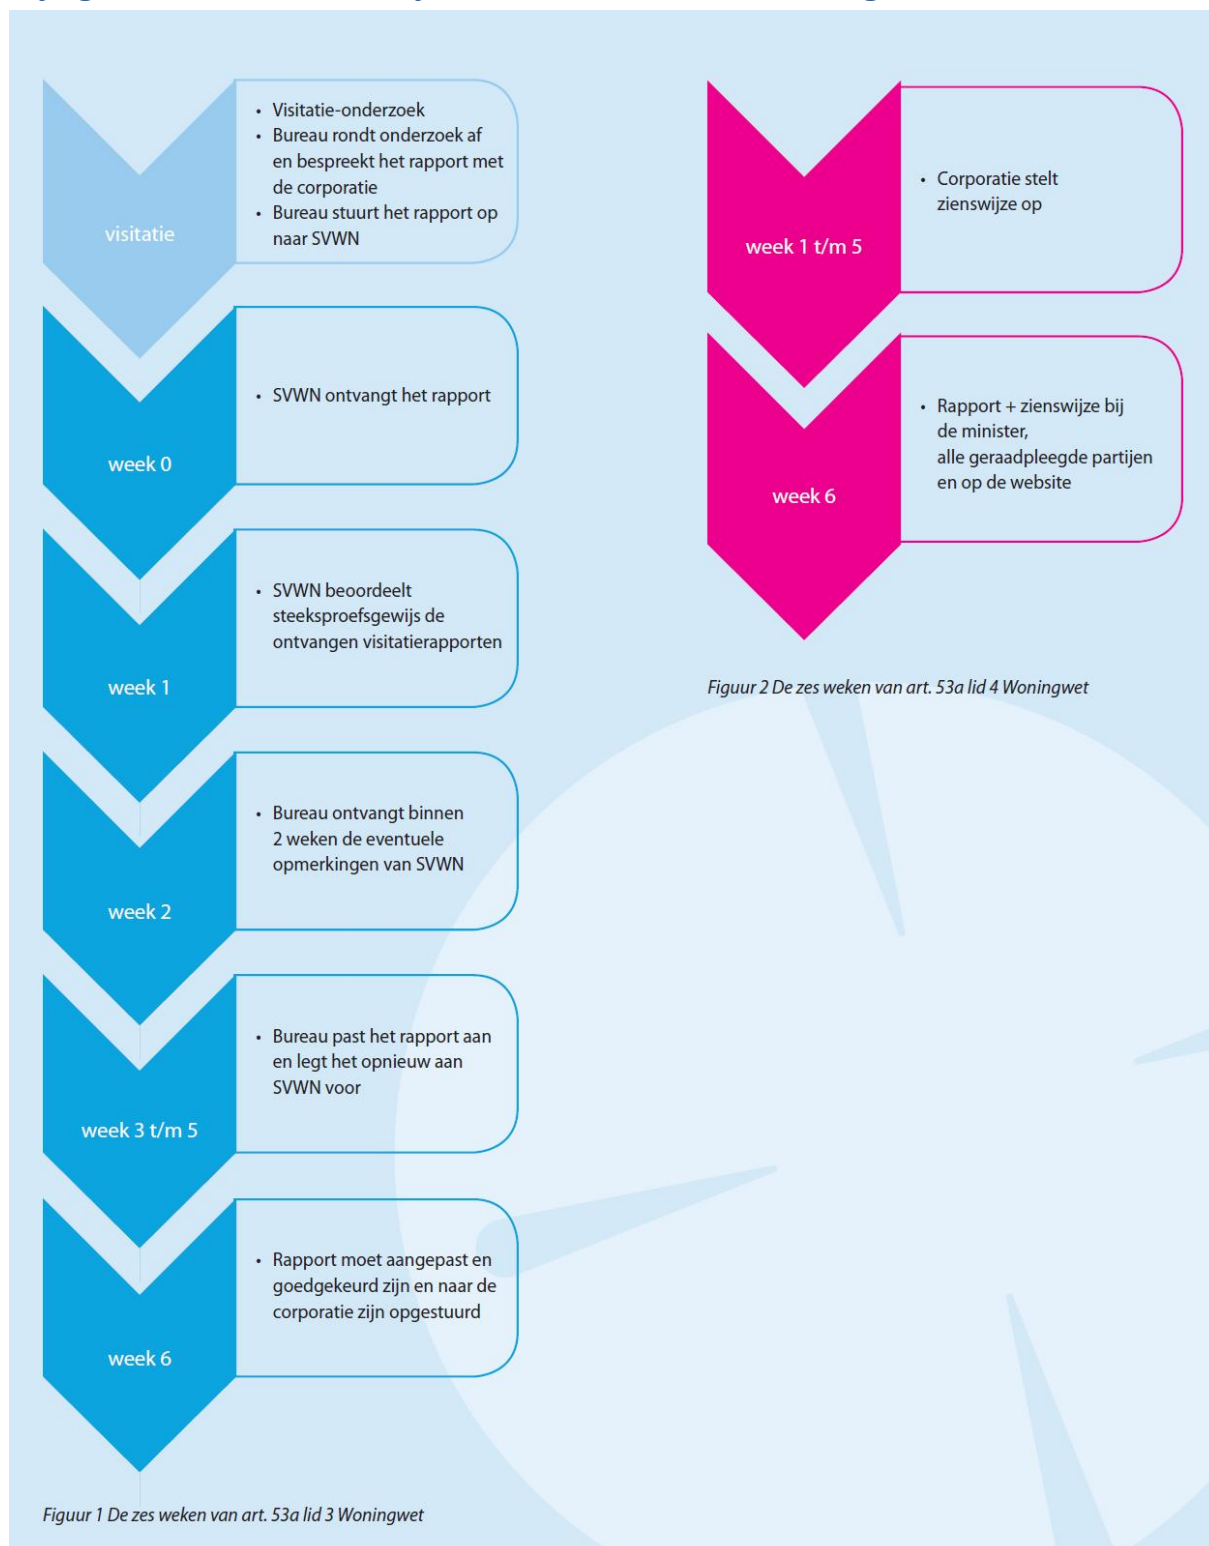 visitatie
• Visitatie-onderzoek
• Bureau rondt onderzoek af
en bespreekt het rapport met
de corporatie
• Bureau stuurt het rapport op
naar SVWN
week 0
• SVWN ontvangt het rapport
week 1
• SVWN beoordeelt
steeksproefsgewijs de
ontvangen visitatierapporten
week 2
• Bureau ontvangt binnen
2 weken de eventuele
opmerkingen van SVWN
week 3 t/m 5
• Bureau past het rapport aan
en legt het opnieuw aan
SVWN voor
week 6
• Rapport moet aangepast en
goedgekeurd zijn en naar de
corporatie zijn opgestuurd
Figuur 1 De zes weken van art. 53a lid 3 Woningwet
week 1 t/m 5
• Corporatie stelt
zienswijze op
week 6
• Rapport + zienswijze bij
de minister,
alle geraadpleegde partijen
en op de website
Figuur 2 De zes weken van art. 53a lid 4 Woningwet